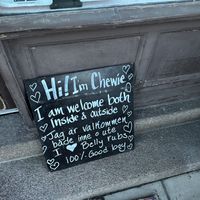 Hi! I'm Chewie
I am welcome both
inside & outside
Jag är välkommen
både inne o ute
I ♥ Belly rubs
100% Good boy